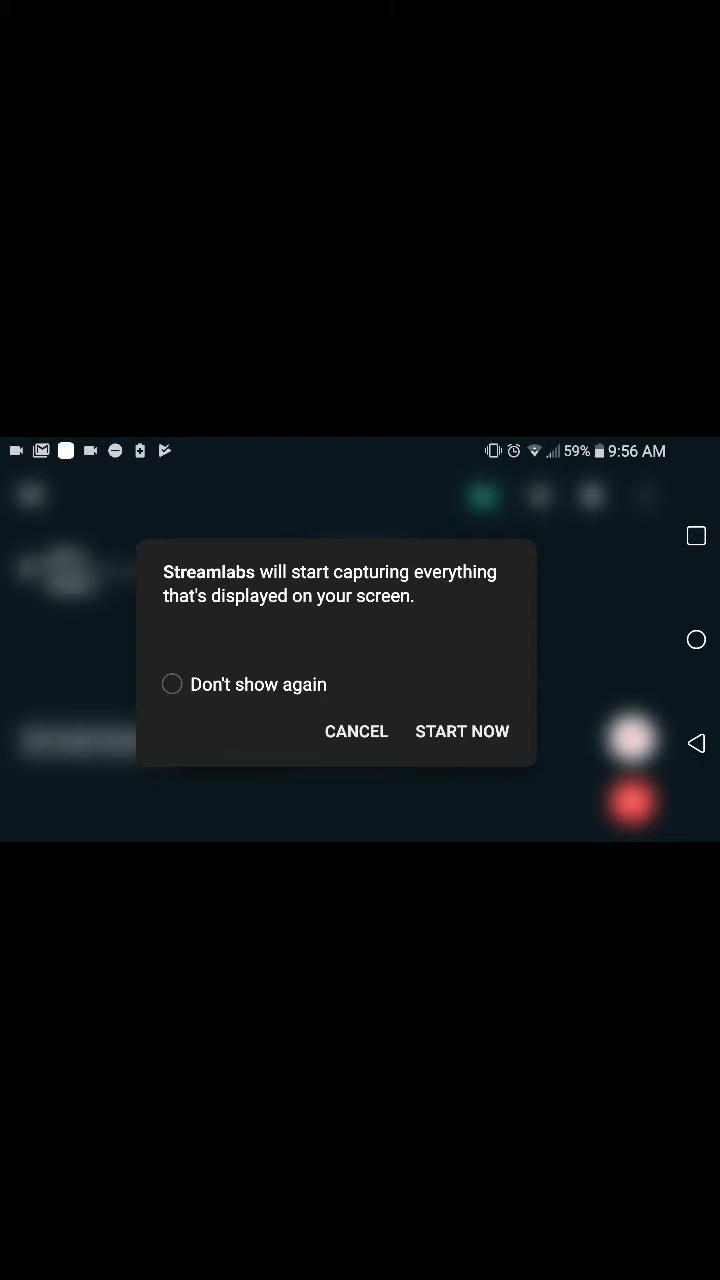 59% 9:56 AM
Streamlabs will start capturing everything
that's displayed on your screen.
Don't show again
CANCEL START NOW